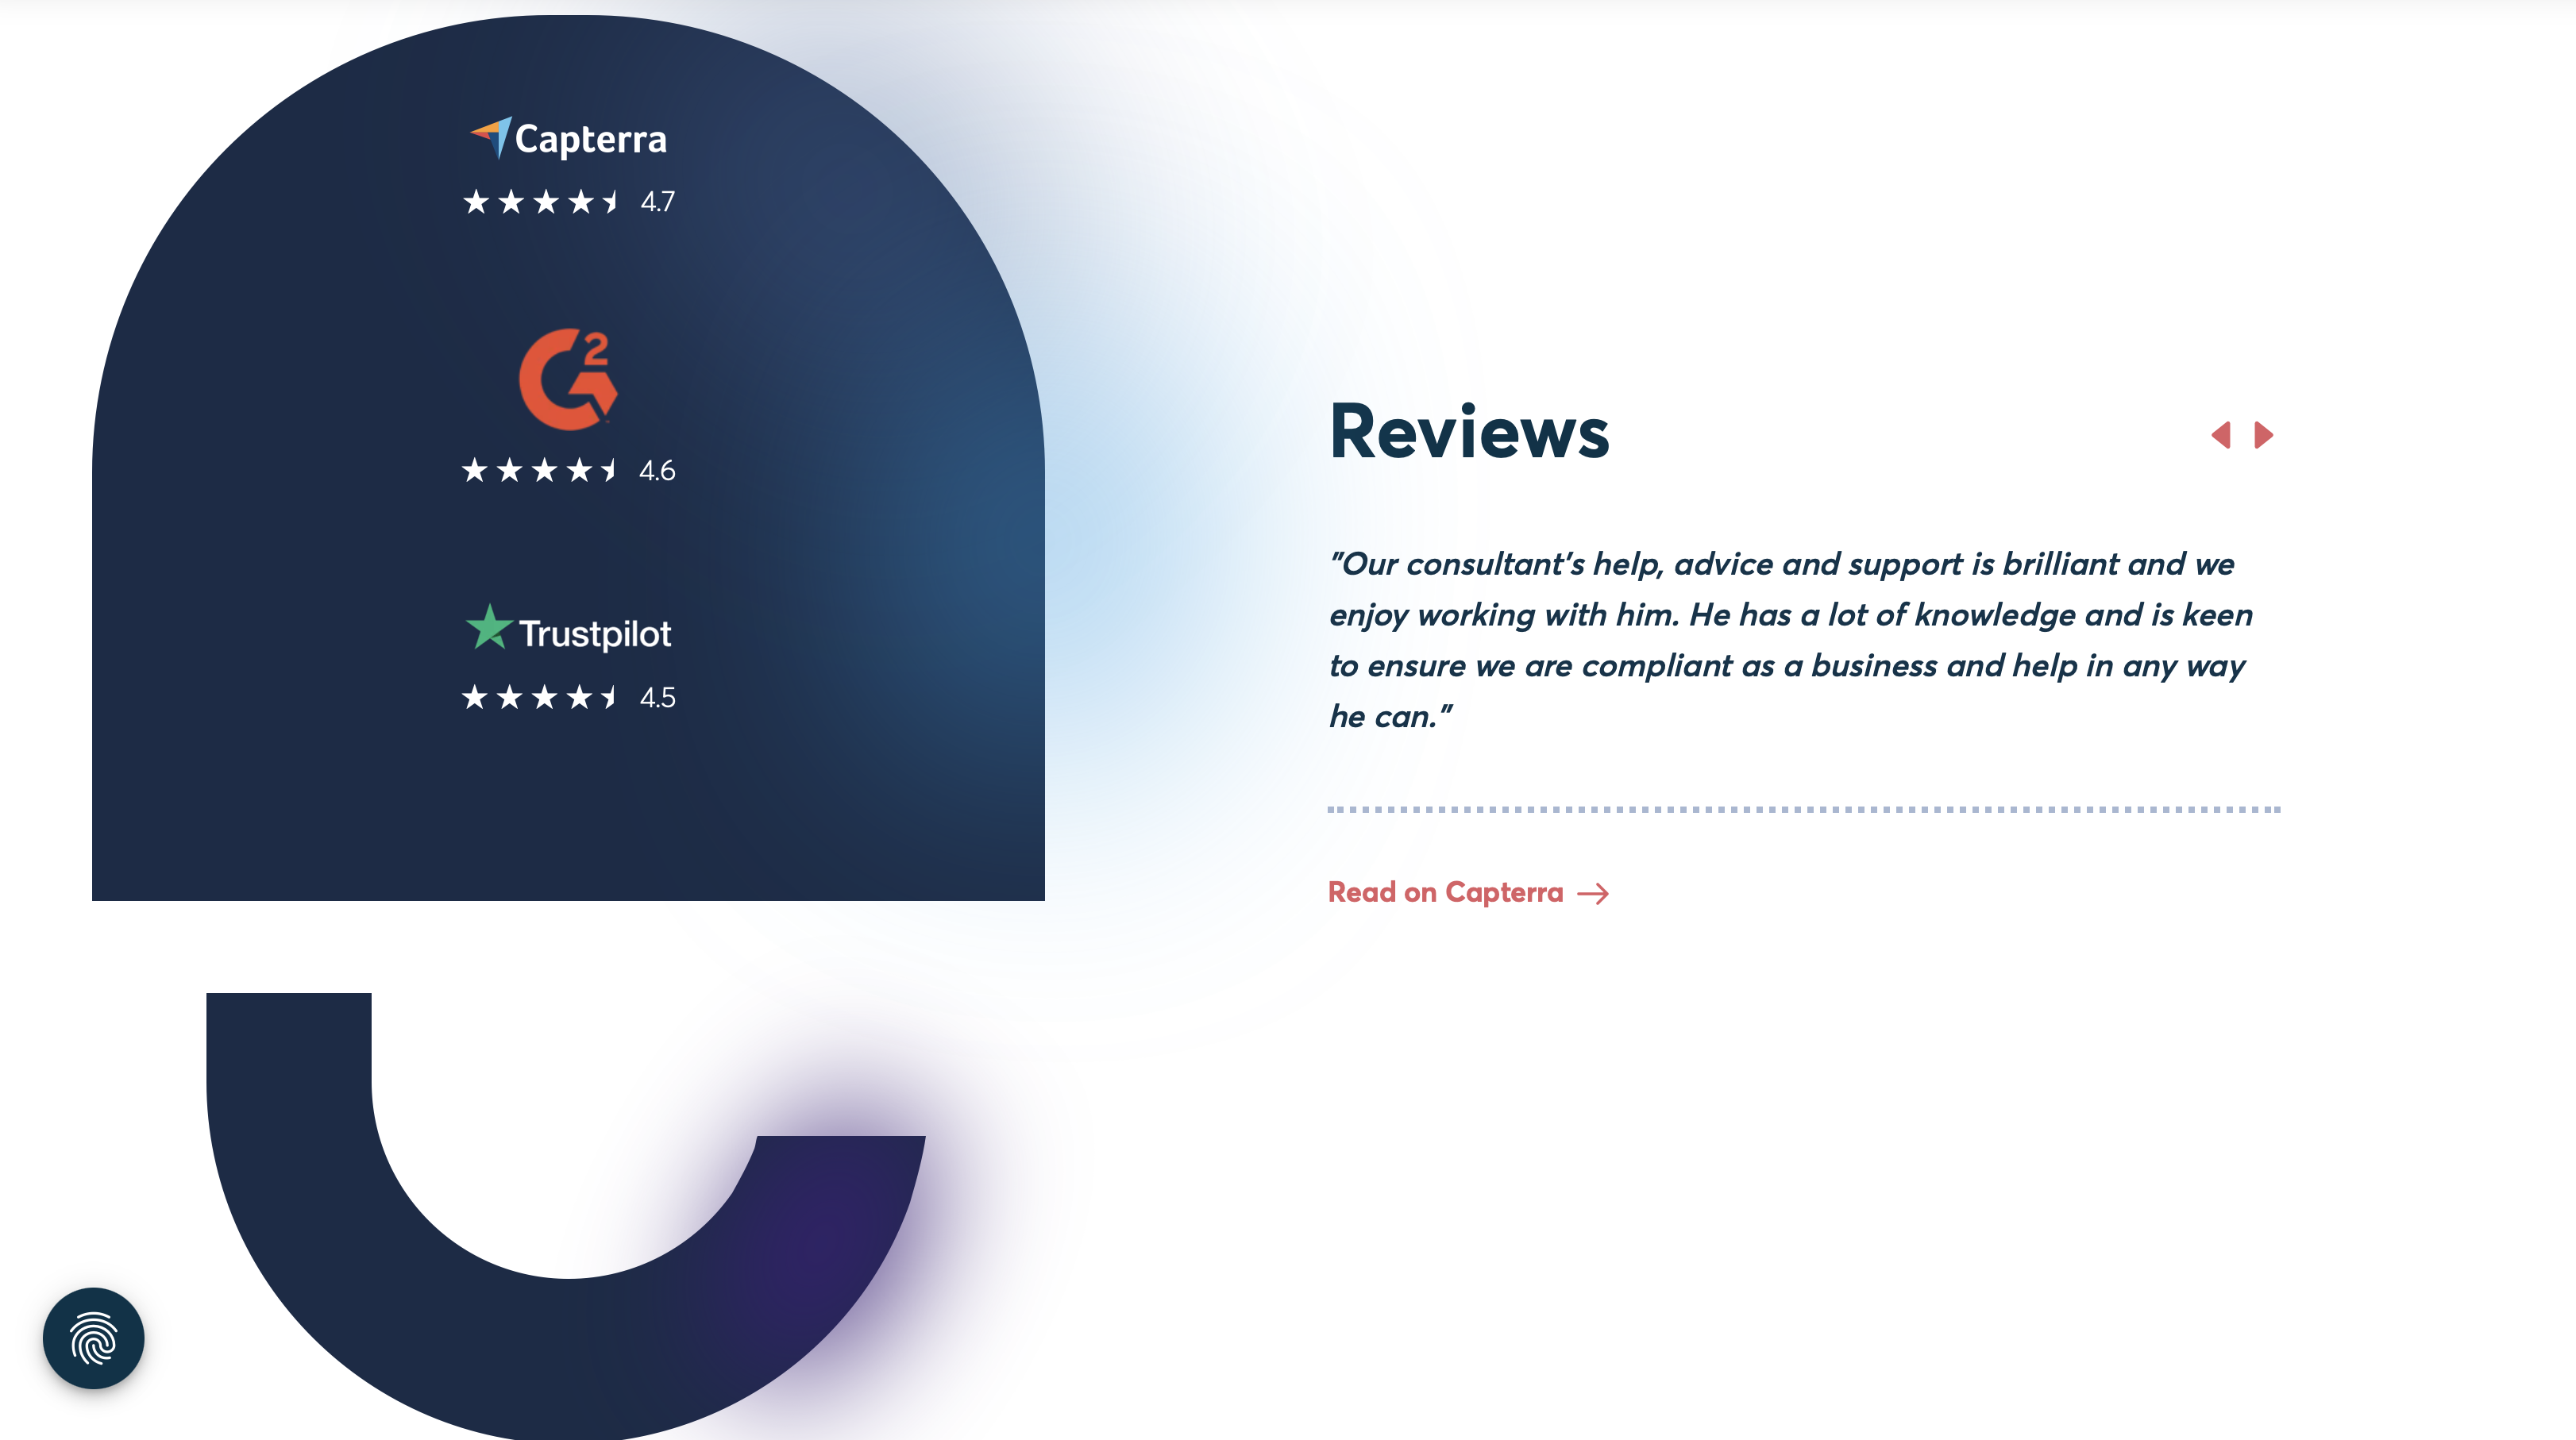 Capterra
4.7
G2
4.6
Trustpilot
4.5
Reviews
"Our consultant's help, advice and support is brilliant and we
enjoy working with him. He has a lot of knowledge and is keen
to ensure we are compliant as a business and help in any way
he can."
Read on Capterra